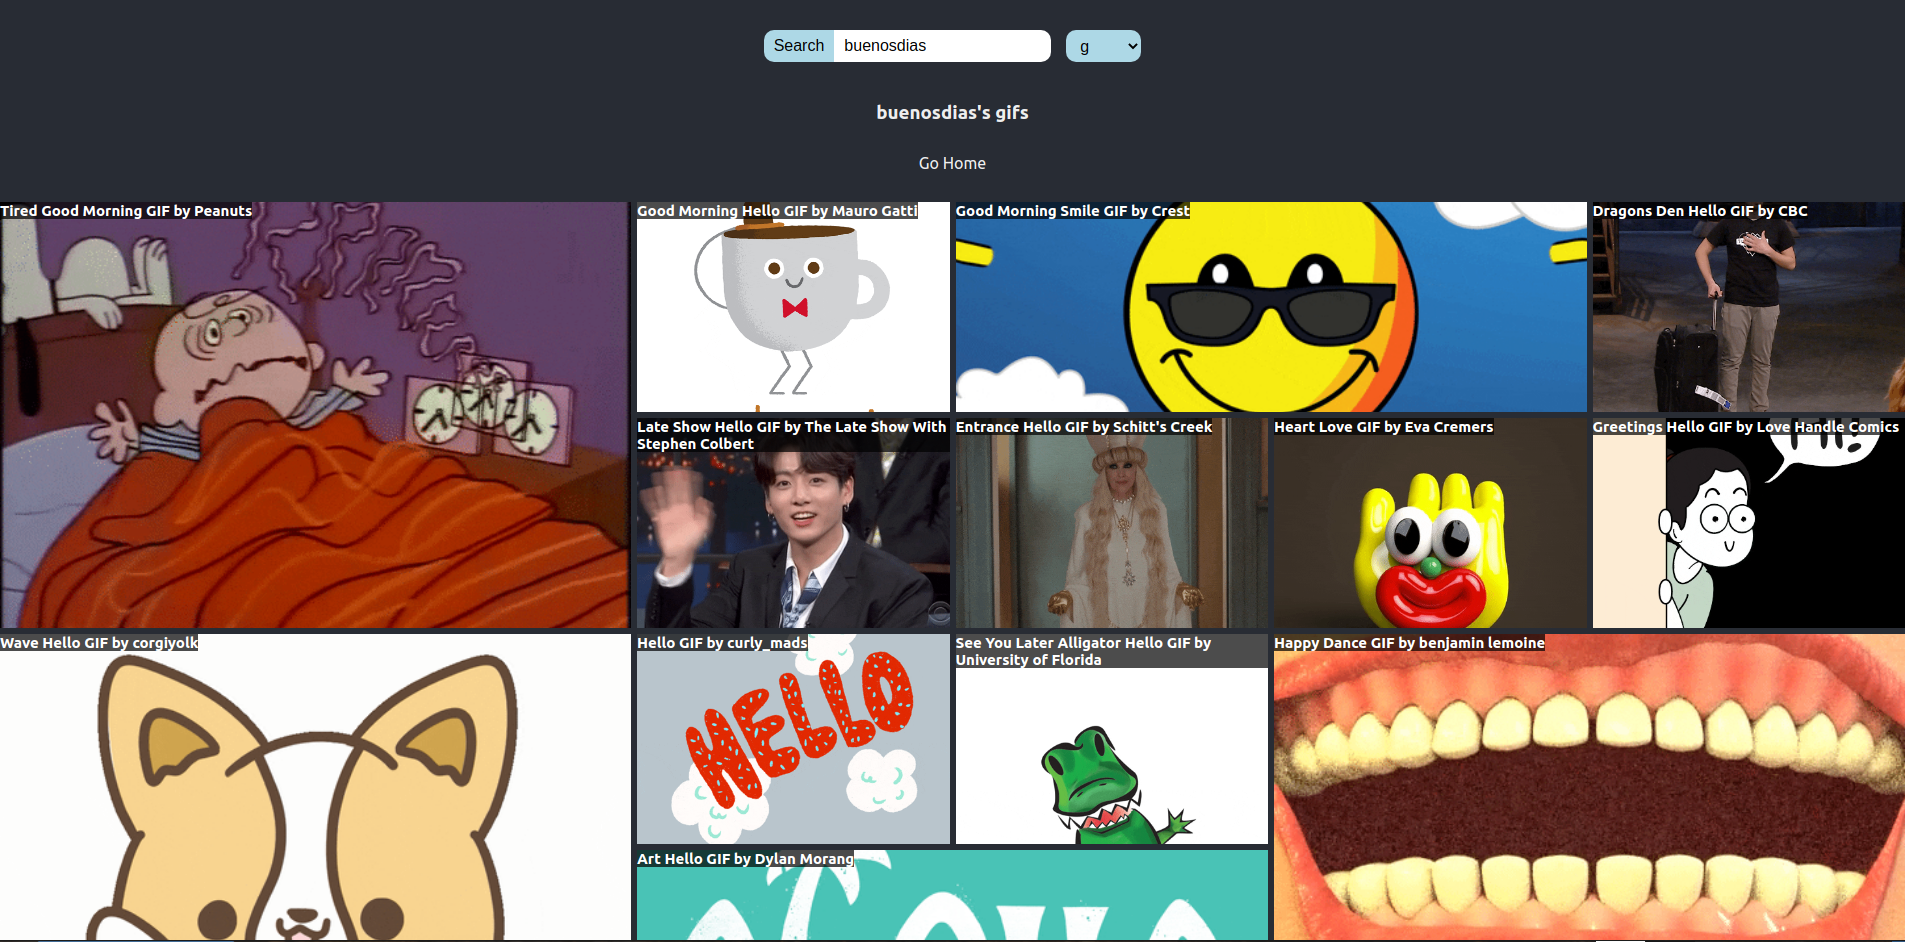 Search buenosdias g
buenosdias's gifs
Go Home
Tired Good Morning GIF by Peanuts
Good Morning Hello GIF by Mauro Gatti
Good Morning Smile GIF by Crest
Dragons Den Hello GIF by CBC
Late Show Hello GIF by The Late Show With
Stephen Colbert
Entrance Hello GIF by Schitt's Creek
Heart Love GIF by Eva Cremers
Greetings Hello GIF by Love Handle Comics
Wave Hello GIF by corgiyolk
Hello GIF by curly_mads
HELLO
See You Later Alligator Hello GIF by
University of Florida
Happy Dance GIF by benjamin lemoine
Art Hello GIF by Dylan Morang